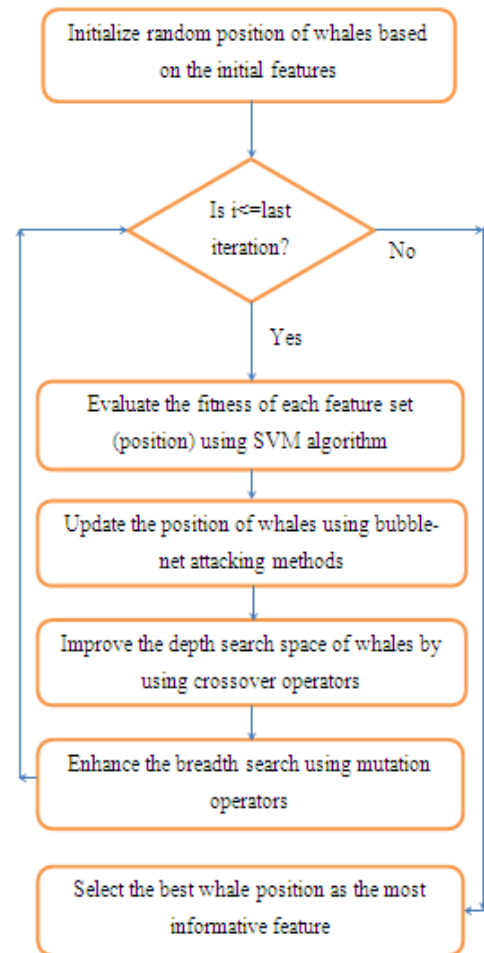 Initialize random position of whales based
on the initial features
Is i<=last
iteration?
No
Yes
Evaluate the fitness of each feature set
(position) using SVM algorithm
Update the position of whales using bubble-
net attacking methods
Improve the depth search space of whales by
using crossover operators
Enhance the breadth search using mutation
operators
Select the best whale position as the most
informative feature